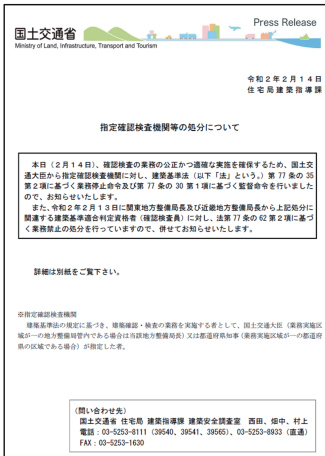 Press Release
国土交通省
Ministry of Land, Infrastructure, Transport and Tourism
令和２年２月１４日
住宅局建築指導課
指定確認検査機関等の処分について
本日（２月１４日）、確認検査の業務の公正かつ適確な実施を確保するため、国土交
通大臣から指定確認検査機関に対し、建築基準法（以下「法」という。）第 77 条の 35
第２項に基づく業務停止命令及び第 77 条の 30 第１項に基づく監督命令を行いました
ので、お知らせいたします。
また、令和２年２月１３日に関東地方整備局長及び近畿地方整備局長から上記処分に
関連する建築基準適合判定資格者（確認検査員）に対し、法第 77 条の 62 第２項に基づ
く業務禁止の処分を行っていますので、併せてお知らせいたします。
詳細は別紙をご覧下さい。
※指定確認検査機関
建築基準法の規定に基づき、建築確認・検査の業務を実施する者として、国土交通大臣（業務実施区
域が一の地方整備局管内である場合は当該地方整備局長）又は都道府県知事（業務実施区域が一の都道府
県の区域である場合）が指定した者。
（問い合わせ先）
国土交通省 住宅局 建築指導課 建築安全調査室 西田、畑中、村上
電話：03-5253-8111（39540、39541、39565）、03-5253-8933（直通）
FAX：03-5253-1630